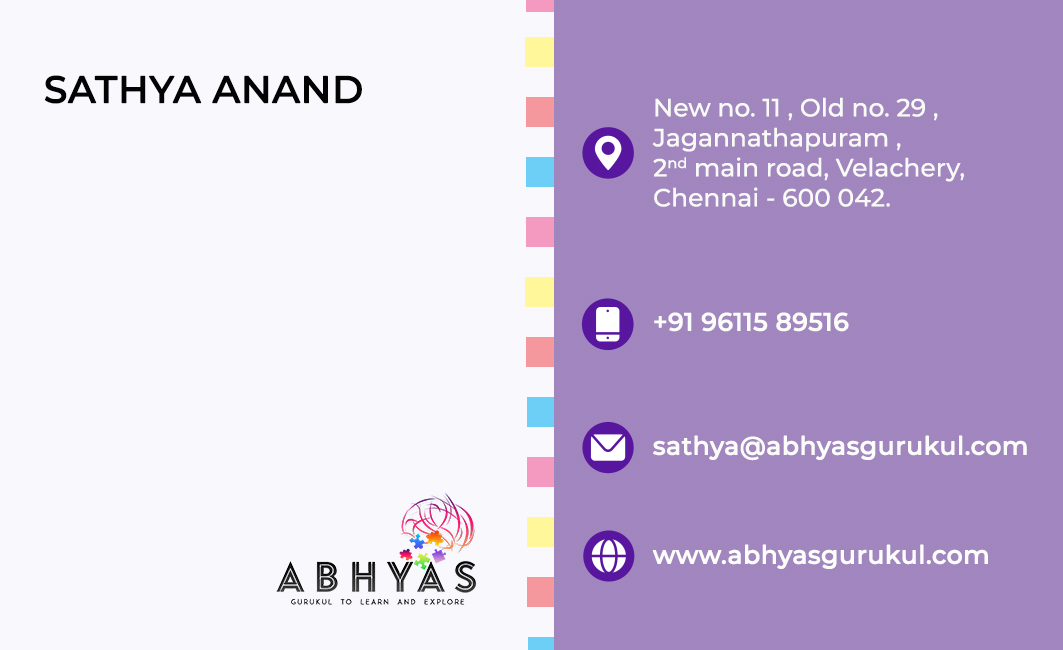 SATHYA ANAND
ABHYAS
GURUKUL TO LEARN AND EXPLORE
New no. 11 , Old no. 29 ,
Jagannathapuram ,
2nd main road, Velachery,
Chennai - 600 042.
+91 96115 89516
sathya@abhyasgurukul.com
www.abhyasgurukul.com